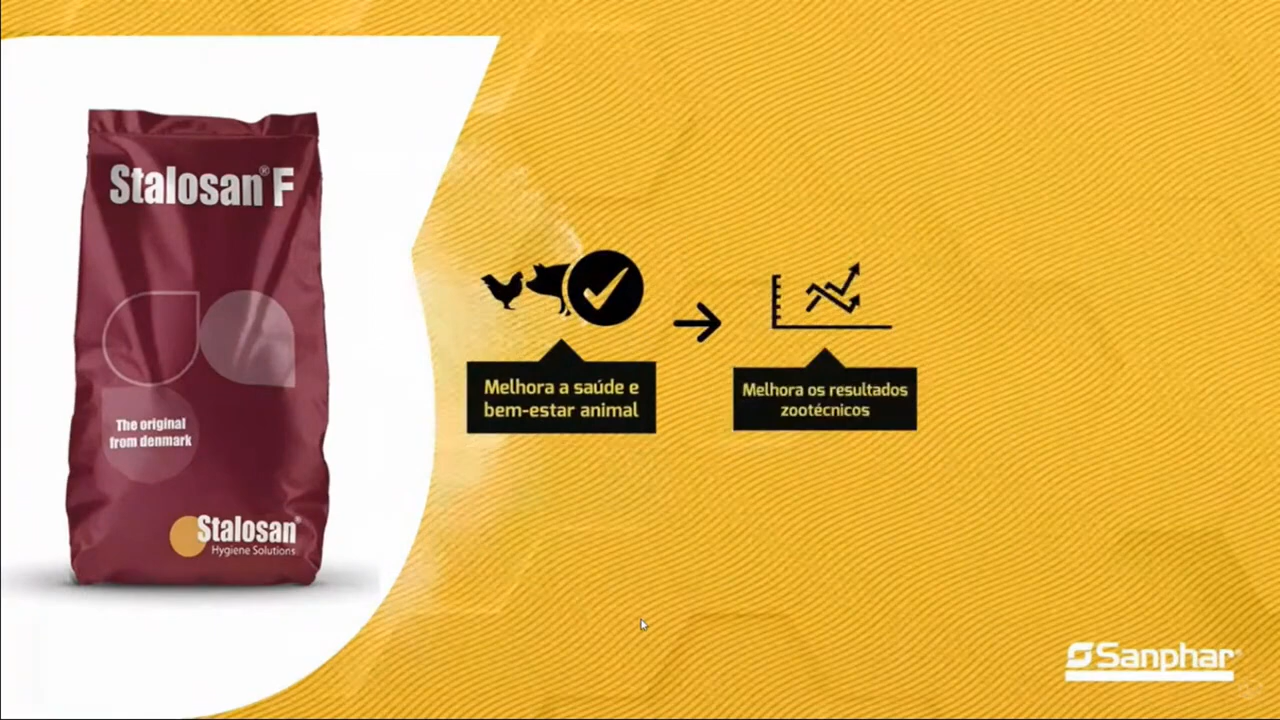 Stalosan® F
The original
from denmark
Stalosan®
Hygiene Solutions
Melhora a saúde e
bem-estar animal
Melhora os resultados
zootécnicos
Sanphar®